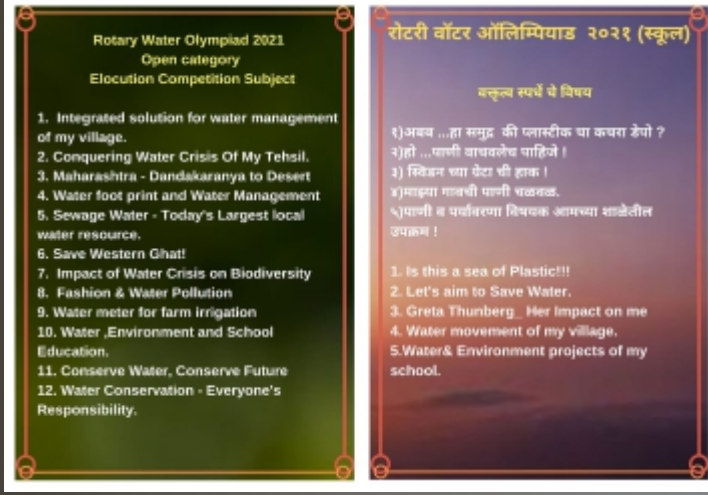 Rotary Water Olympiad 2021
Open category
Elocution Competition Subject
1. Integrated solution for water management
of my village.
2. Conquering Water Crisis Of My Tehsil.
3. Maharashtra - Dandakaranya to Desert
4. Water foot print and Water Management
5. Sewage Water - Today's Largest local
water resource.
6. Save Western Ghat!
7. Impact of Water Crisis on Biodiversity
8. Fashion & Water Pollution
9. Water meter for farm irrigation
10. Water ,Environment and School
Education.
11. Conserve Water, Conserve Future
12. Water Conservation - Everyone's
Responsibility.
रोटरी वॉटर ऑलिम्पियाड २०२१ (स्कूल)
वक्तृत्व स्पर्धे चे विषय
१)अबब ...हा समुद्र की प्लास्टीक चा कचरा डेपो ?
२)हो ...पाणी वाचवलेच पाहिजे !
३) स्विडन च्या ग्रेटा ची हाक !
४)माझ्या गावची पाणी चळवळ.
५)पाणी व पर्यावरणा विषयक आमच्या शाळेतील
उपक्रम !
1. Is this a sea of Plastic!!!
2. Let's aim to Save Water.
3. Greta Thunberg_ Her Impact on me
4. Water movement of my village.
5.Water& Environment projects of my
school.